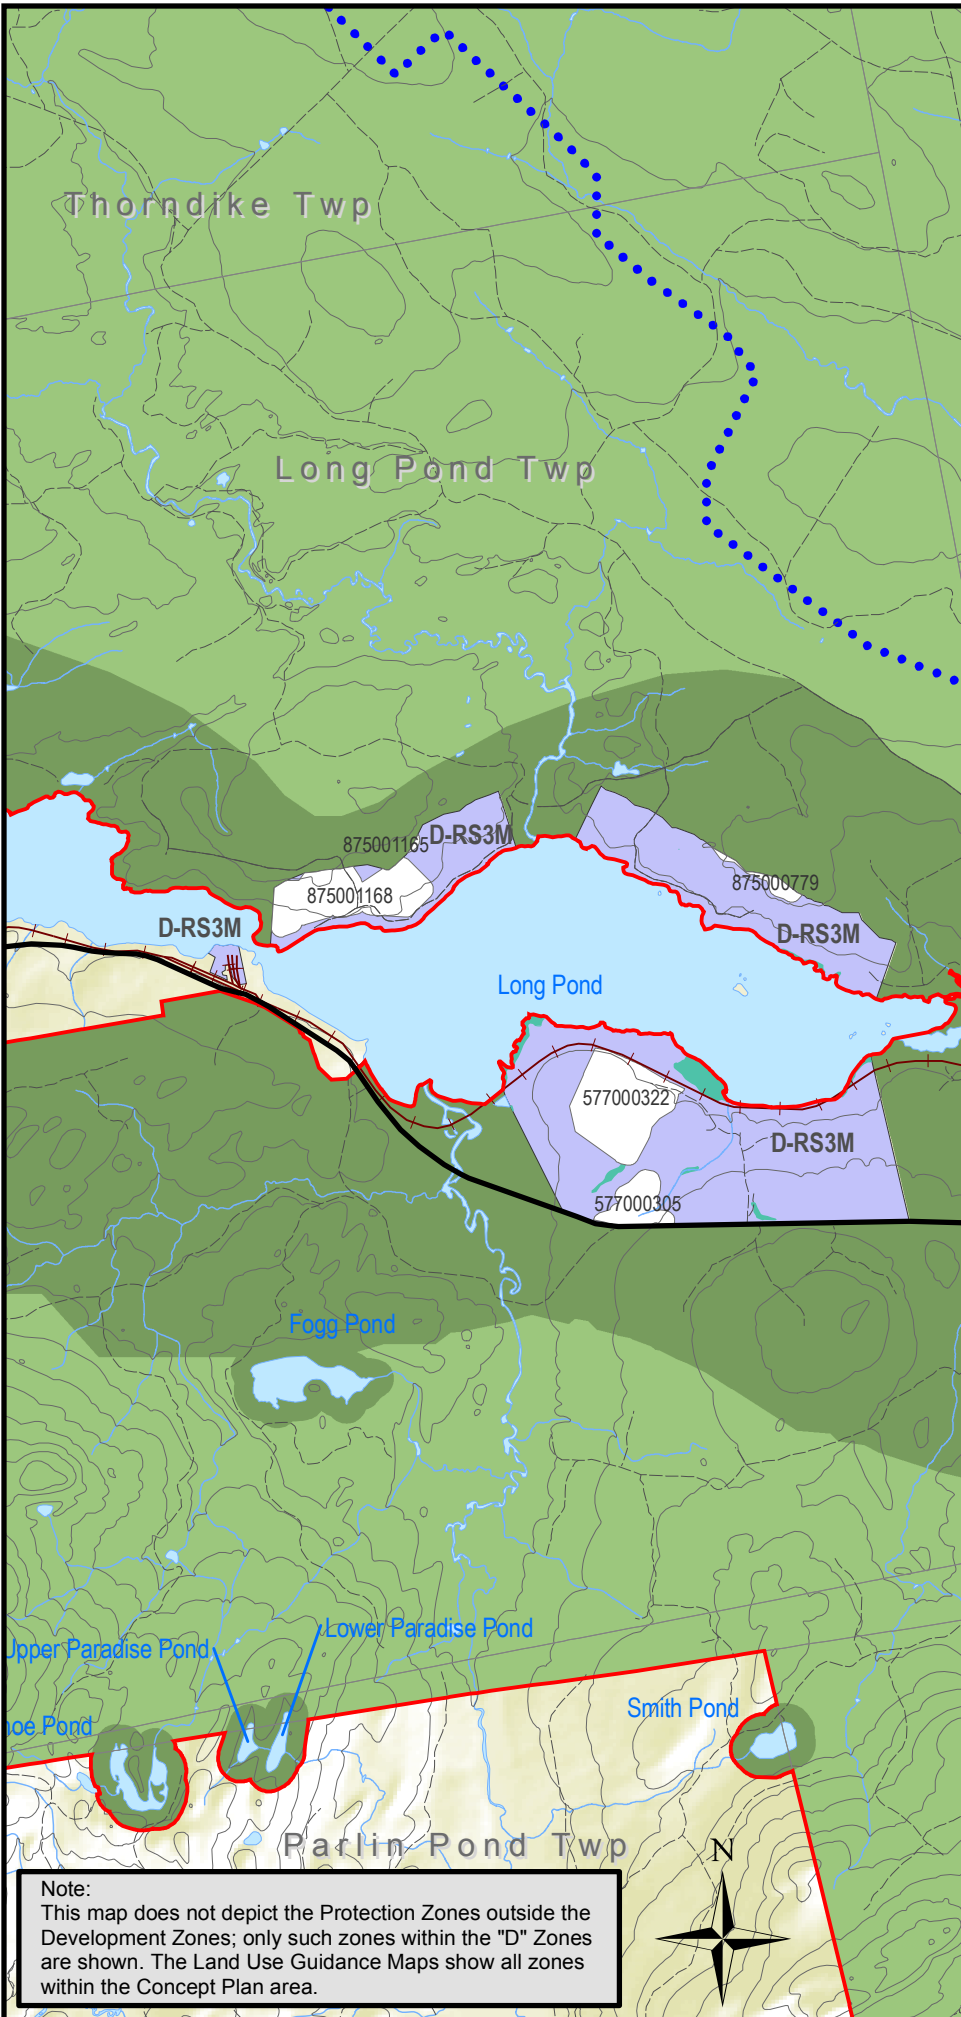 Thorndike Twp
Long Pond Twp
875001165
D-RS3M
875001168
875000779
D-RS3M
D-RS3M
Long Pond
577000322
D-RS3M
577000305
Fogg Pond
Lower Paradise Pond
Upper Paradise Pond
Smith Pond
hoe Pond
Parlin Pond Twp
N
Note:
This map does not depict the Protection Zones outside the
Development Zones; only such zones within the "D" Zones
are shown. The Land Use Guidance Maps show all zones
within the Concept Plan area.